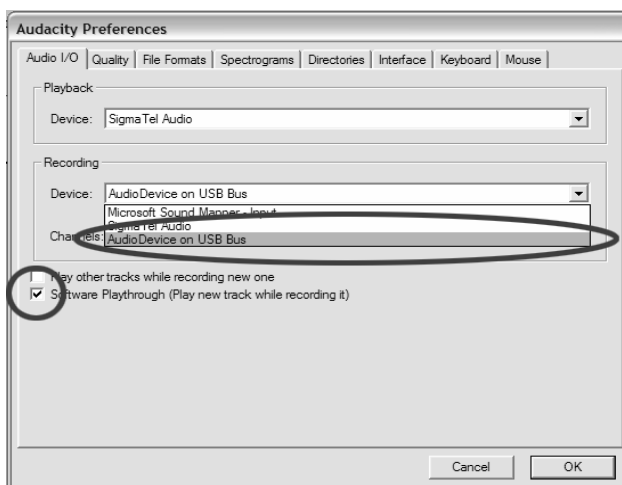 Audacity Preferences
Audio I/O Quality File Formats Spectrograms Directories Interface Keyboard Mouse
Playback
Device: SigmaTel Audio
Recording
Device: AudioDevice on USB Bus
Microsoft Sound Mapper - Input
SigmaTel Audio
Channels: AudioDevice on USB Bus
Play other tracks while recording new one
Software Playthrough (Play new track while recording it)
Cancel OK